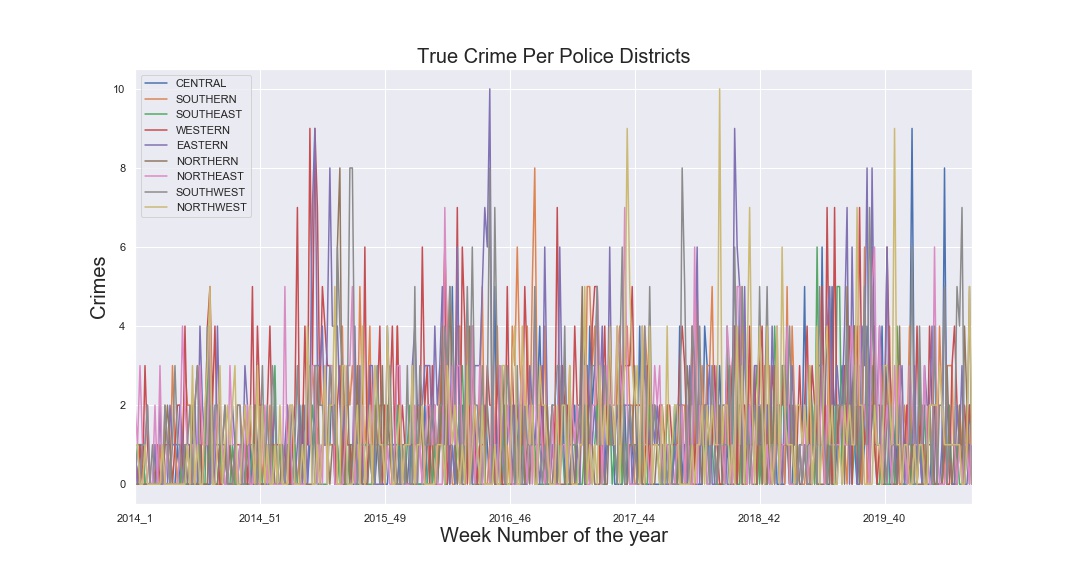 True Crime Per Police Districts
CENTRAL
SOUTHERN
SOUTHEAST
WESTERN
EASTERN
NORTHERN
NORTHEAST
SOUTHWEST
NORTHWEST
10
8
6
4
2
0
Crimes
2014_1 2014_51 2015_49 2016_46 2017_44 2018_42 2019_40
Week Number of the year